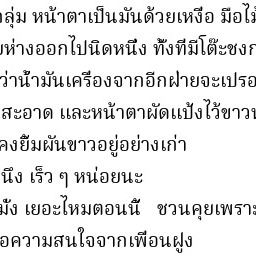 ลุ่ม หน้าตาเป็นมันด้วยเหงื่อ มือไม้
ห่างออกไปนิดหนึ่ง ทั้งที่มีโต๊ะชง
ว่าน้ำมันเครื่องจากอีกฝ่ายจะเปรอ
สะอาด และหน้าตาผัดแป้งไว้ขาว
คงยิ้มผันขาวอยู่อย่างเก่า
นึง เร็ว ๆ หน่อยนะ
มั่ง เยอะไหมตอนนี้ ชวนคุยเพราะ
ความสนใจจากเพื่อนฝูง